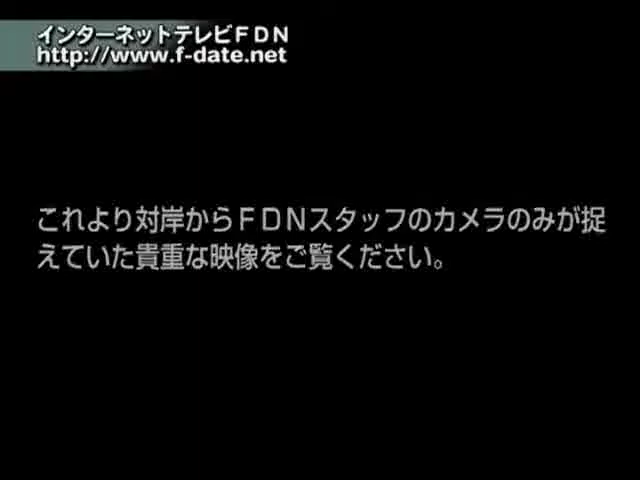 インターネットテレビＦＤＮ
http://www.f-date.net
これより対岸からＦＤＮスタッフのカメラのみが捉
えていた貴重な映像をご覧ください。